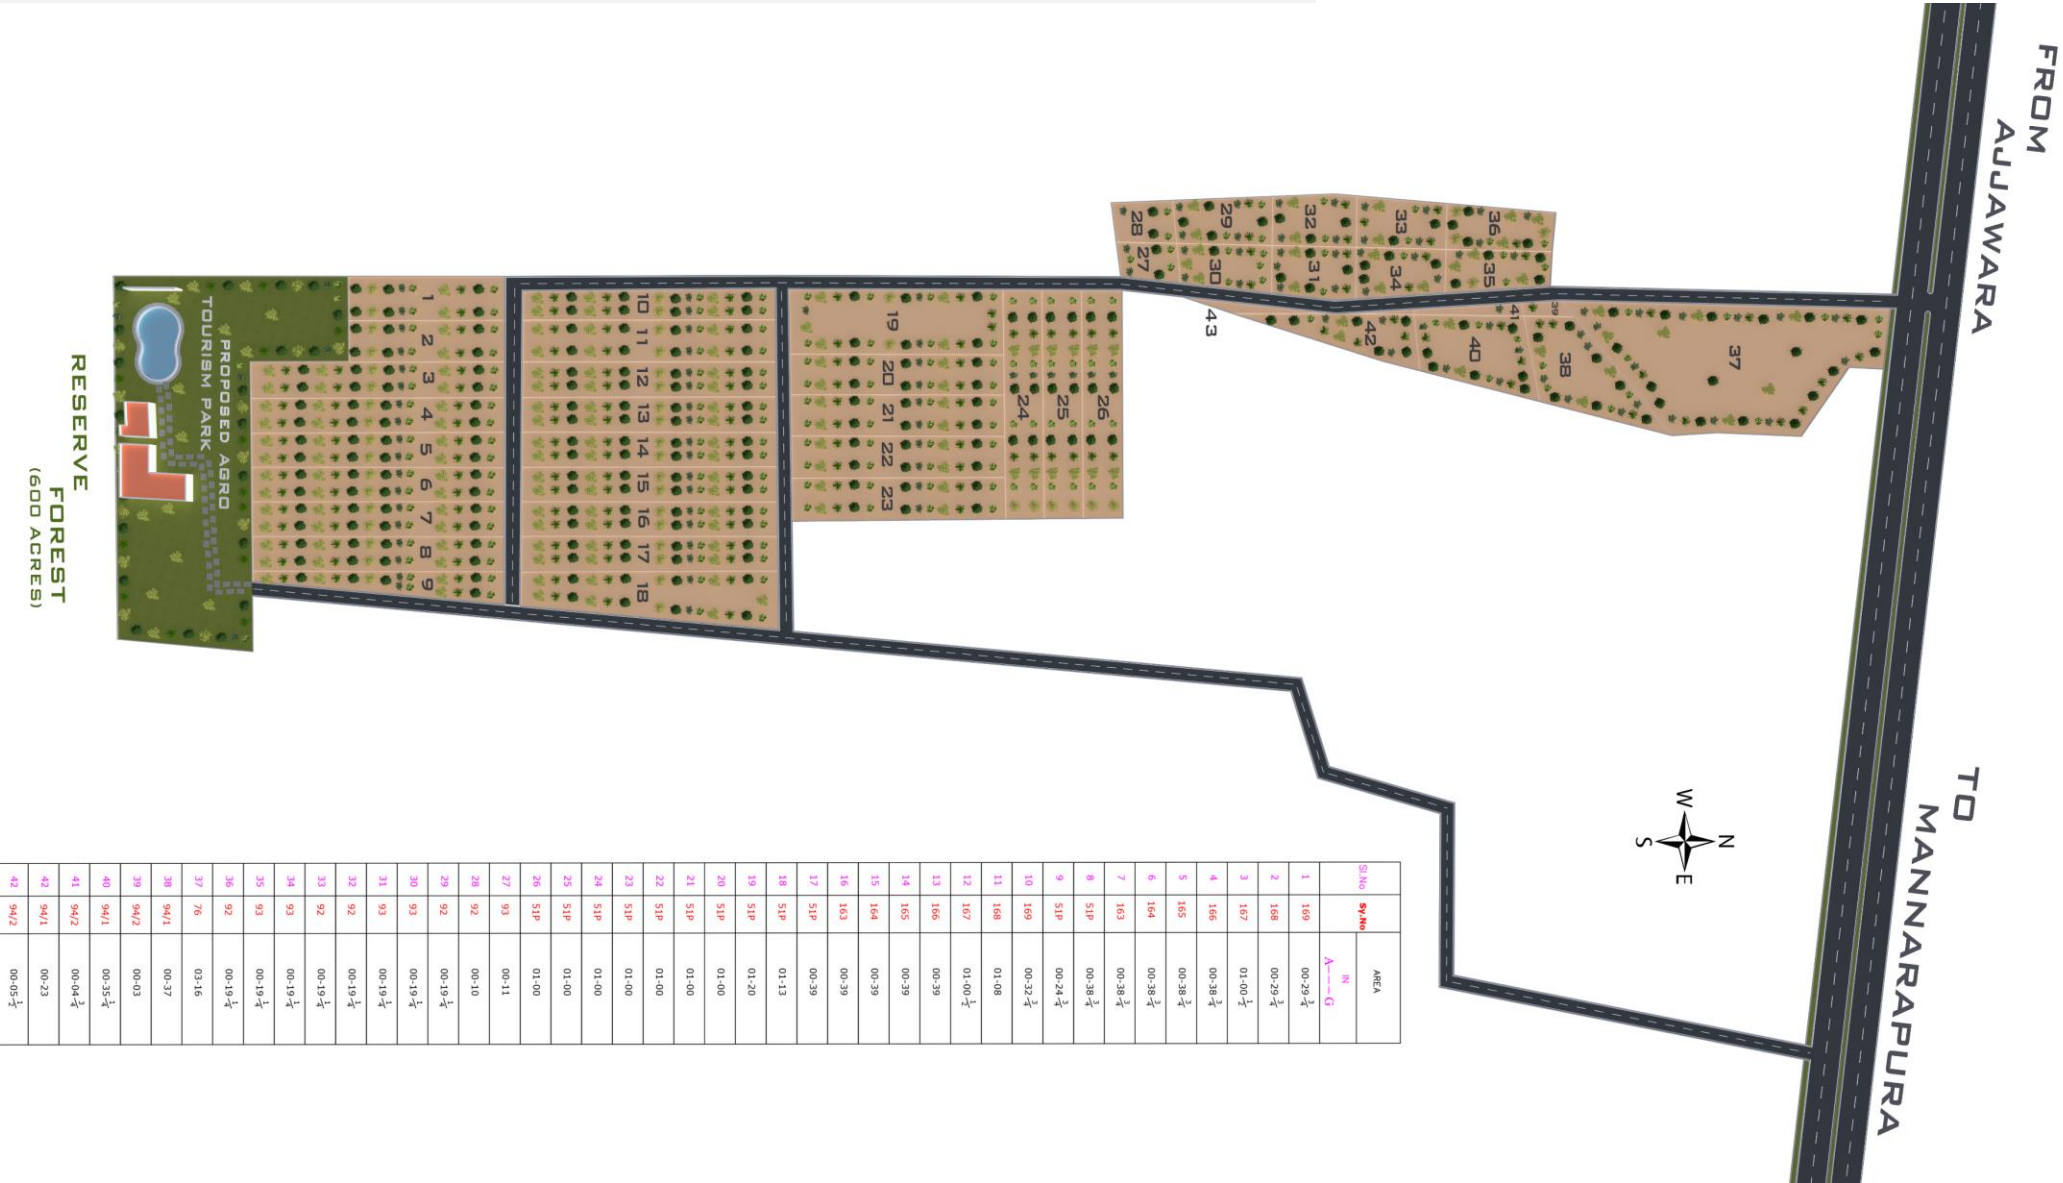 FROM AJJAWARA
TO MANNARAPURA
36
35
33
34
32
31
29
30
28
27
37
39
38
41
40
42
43
26
25
24
19
20
21
22
23
10
11
12
13
14
15
16
17
18
1
2
3
4
5
6
7
8
9
PROPOSED AGRO
TOURISM PARK
RESERVE FOREST
(600 ACRES)
N
W E
S
Sl.No Sy.No AREA
IN
A---G
1 169 00-29¾
2 168 00-29¾
3 167 01-00½
4 166 00-38¾
5 165 00-38¾
6 164 00-38¾
7 163 00-38¾
8 51P 00-38¾
9 51P 00-24¾
10 169 00-32¾
11 168 01-08
12 167 01-00½
13 166 00-39
14 165 00-39
15 164 00-39
16 163 00-39
17 51P 00-39
18 51P 01-13
19 51P 01-20
20 51P 01-00
21 51P 01-00
22 51P 01-00
23 51P 01-00
24 51P 01-00
25 51P 01-00
26 51P 01-00
27 93 00-11
28 92 00-10
29 92 00-19¼
30 93 00-19¼
31 93 00-19¼
32 92 00-19¼
33 92 00-19¼
34 93 00-19¼
35 93 00-19¼
36 92 00-19¼
37 76 03-16
38 94/1 00-37
39 94/2 00-03
40 94/1 00-35¼
41 94/2 00-04¾
42 94/1 00-23
42 94/2 00-05½